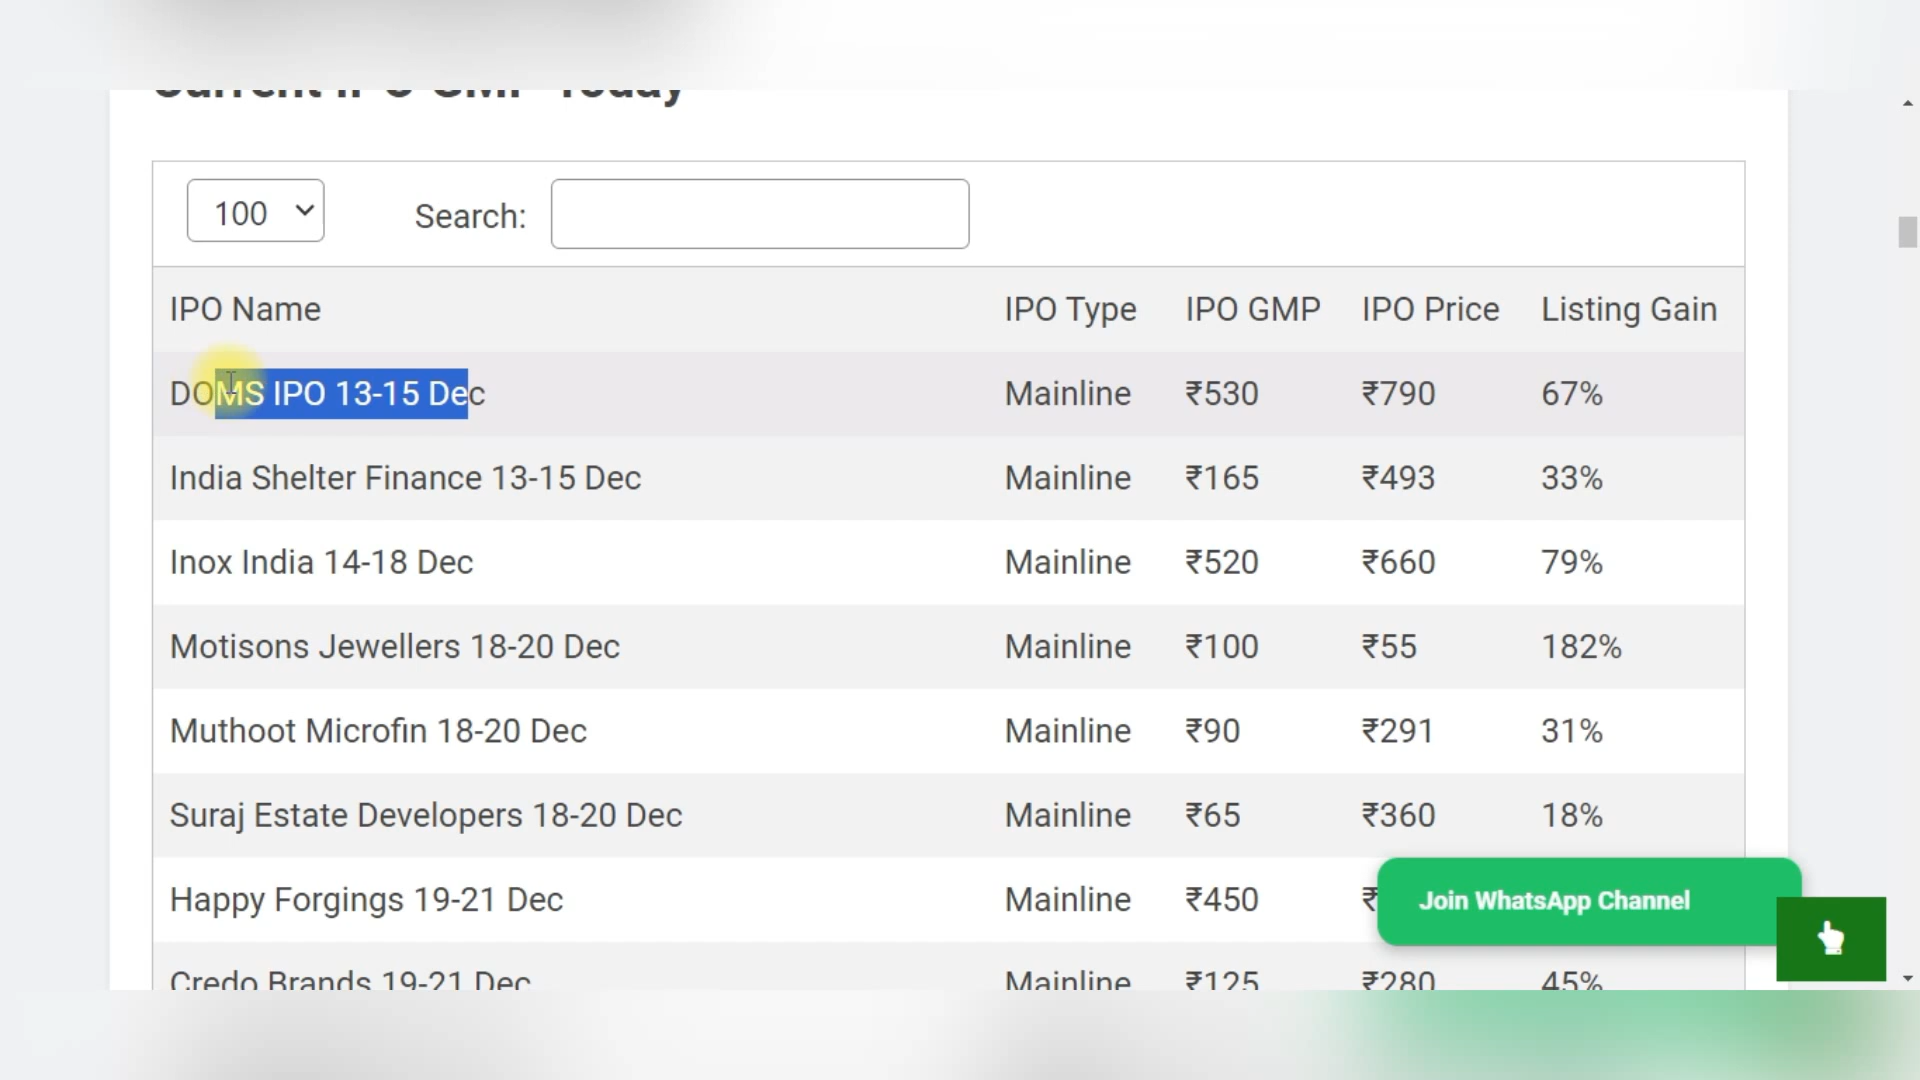 Current IPO GMP Today
100 Search:
IPO Name IPO Type IPO GMP IPO Price Listing Gain
DOMS IPO 13-15 Dec Mainline ₹530 ₹790 67%
India Shelter Finance 13-15 Dec Mainline ₹165 ₹493 33%
Inox India 14-18 Dec Mainline ₹520 ₹660 79%
Motisons Jewellers 18-20 Dec Mainline ₹100 ₹55 182%
Muthoot Microfin 18-20 Dec Mainline ₹90 ₹291 31%
Suraj Estate Developers 18-20 Dec Mainline ₹65 ₹360 18%
Happy Forgings 19-21 Dec Mainline ₹450 ₹
Join WhatsApp Channel
Credo Brands 19-21 Dec Mainline ₹125 ₹280 45%